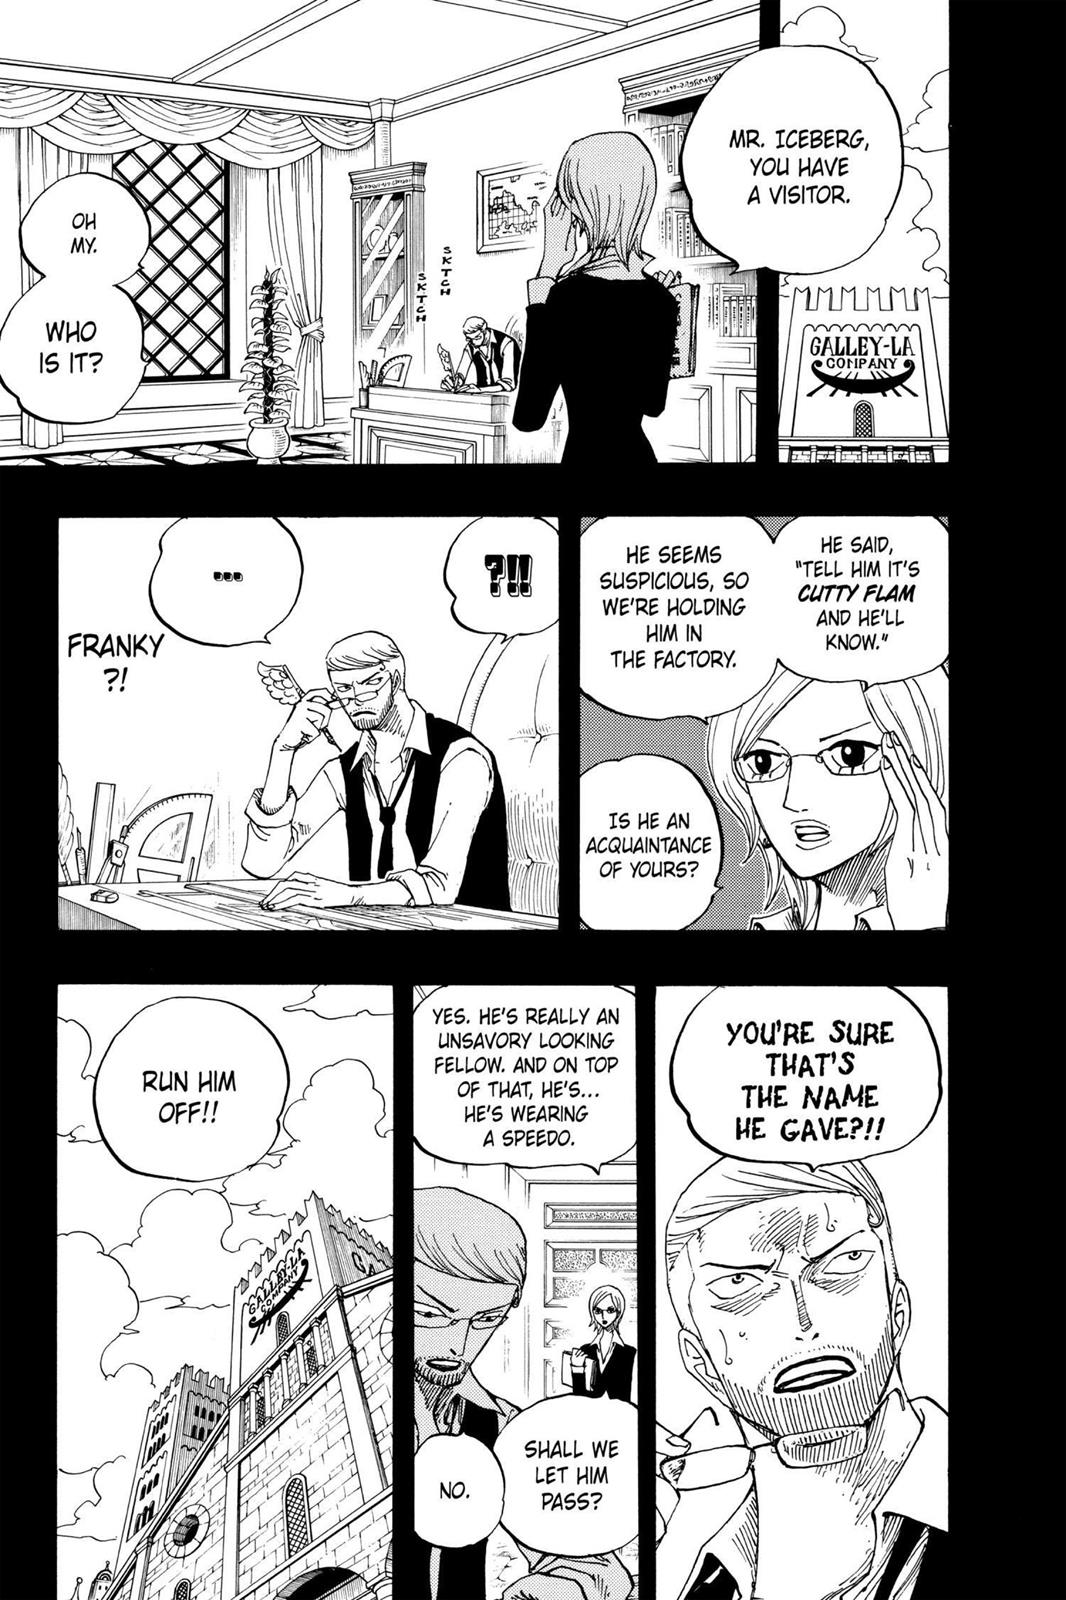 MR. ICEBERG,
YOU HAVE
A VISITOR.
GALLEY-LA
COMPANY
SKTCH
SKTCH
OH
MY.
WHO
IS IT?
HE SAID,
"TELL HIM IT'S
CUTTY FLAM
AND HE'LL
KNOW."
HE SEEMS
SUSPICIOUS, SO
WE'RE HOLDING
HIM IN
THE FACTORY.
IS HE AN
ACQUAINTANCE
OF YOURS?
?!!
...
FRANKY
?!
YOU'RE SURE
THAT'S
THE NAME
HE GAVE?!!
YES. HE'S REALLY AN
UNSAVORY LOOKING
FELLOW. AND ON TOP
OF THAT, HE'S...
HE'S WEARING
A SPEEDO.
SHALL WE
LET HIM
PASS?
NO.
RUN HIM
OFF!!
GALLEY-LA
COMPANY
GA